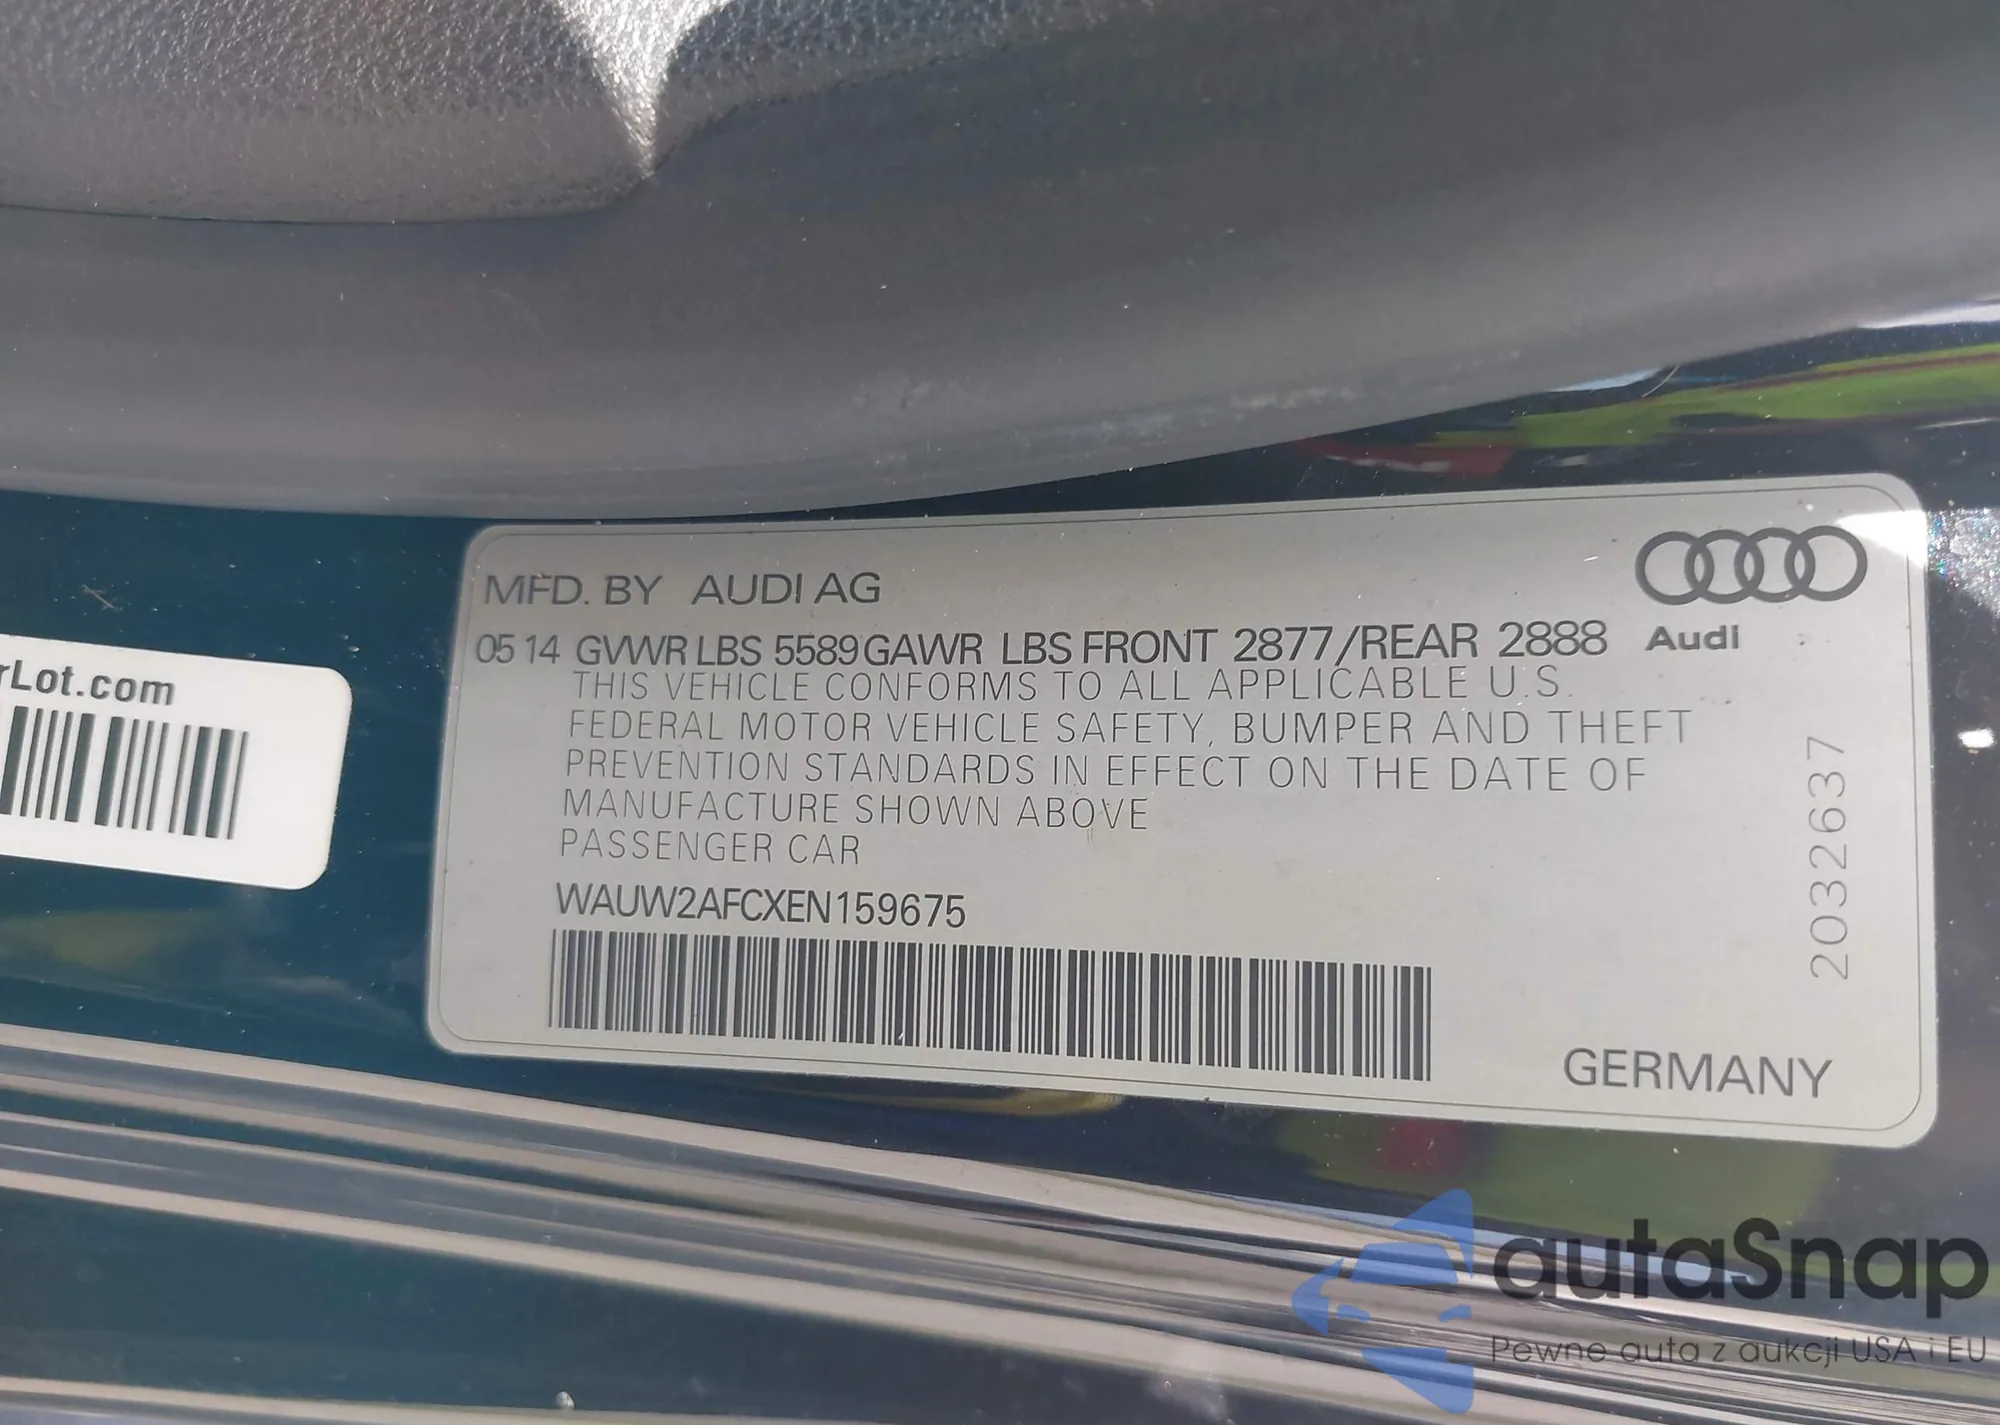 MFD. BY AUDI AG
05 14 GVWR LBS 5589 GAWR LBS FRONT 2877/REAR 2888
Audi
THIS VEHICLE CONFORMS TO ALL APPLICABLE U.S.
FEDERAL MOTOR VEHICLE SAFETY, BUMPER AND THEFT
PREVENTION STANDARDS IN EFFECT ON THE DATE OF
MANUFACTURE SHOWN ABOVE
PASSENGER CAR
WAUW2AFCXEN159675
2032637
GERMANY
rLot.com
autaSnap
Pewne auta z aukcji USA i EU